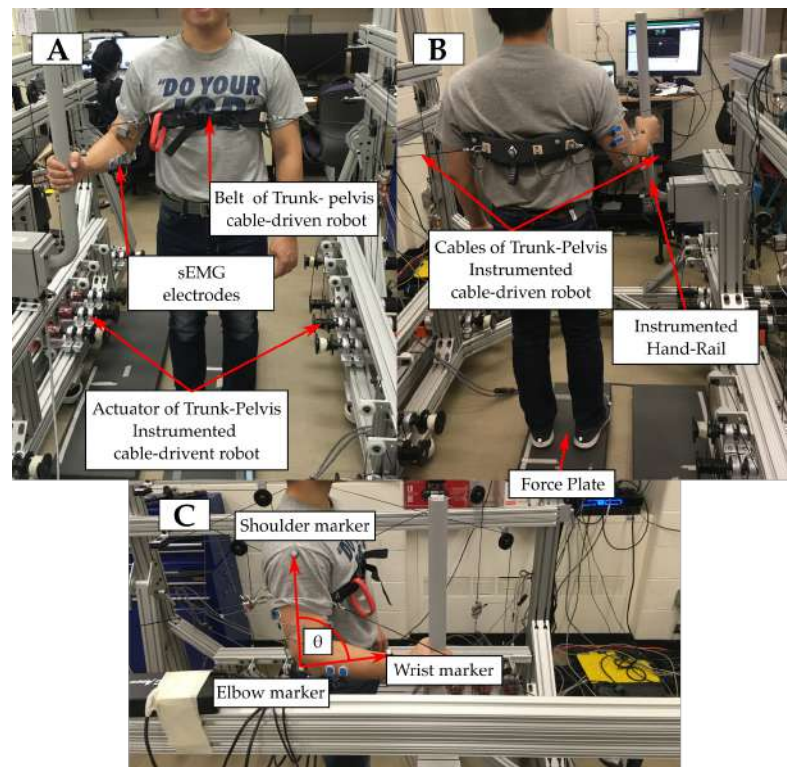 A
"DO YOUR
JOB"
Belt of Trunk- pelvis
cable-driven robot
sEMG
electrodes
Actuator of Trunk-Pelvis
Instrumented
cable-drivent robot
B
Cables of Trunk-Pelvis
Instrumented
cable-driven robot
Instrumented
Hand-Rail
Force Plate
C
Shoulder marker
θ
Wrist marker
Elbow marker